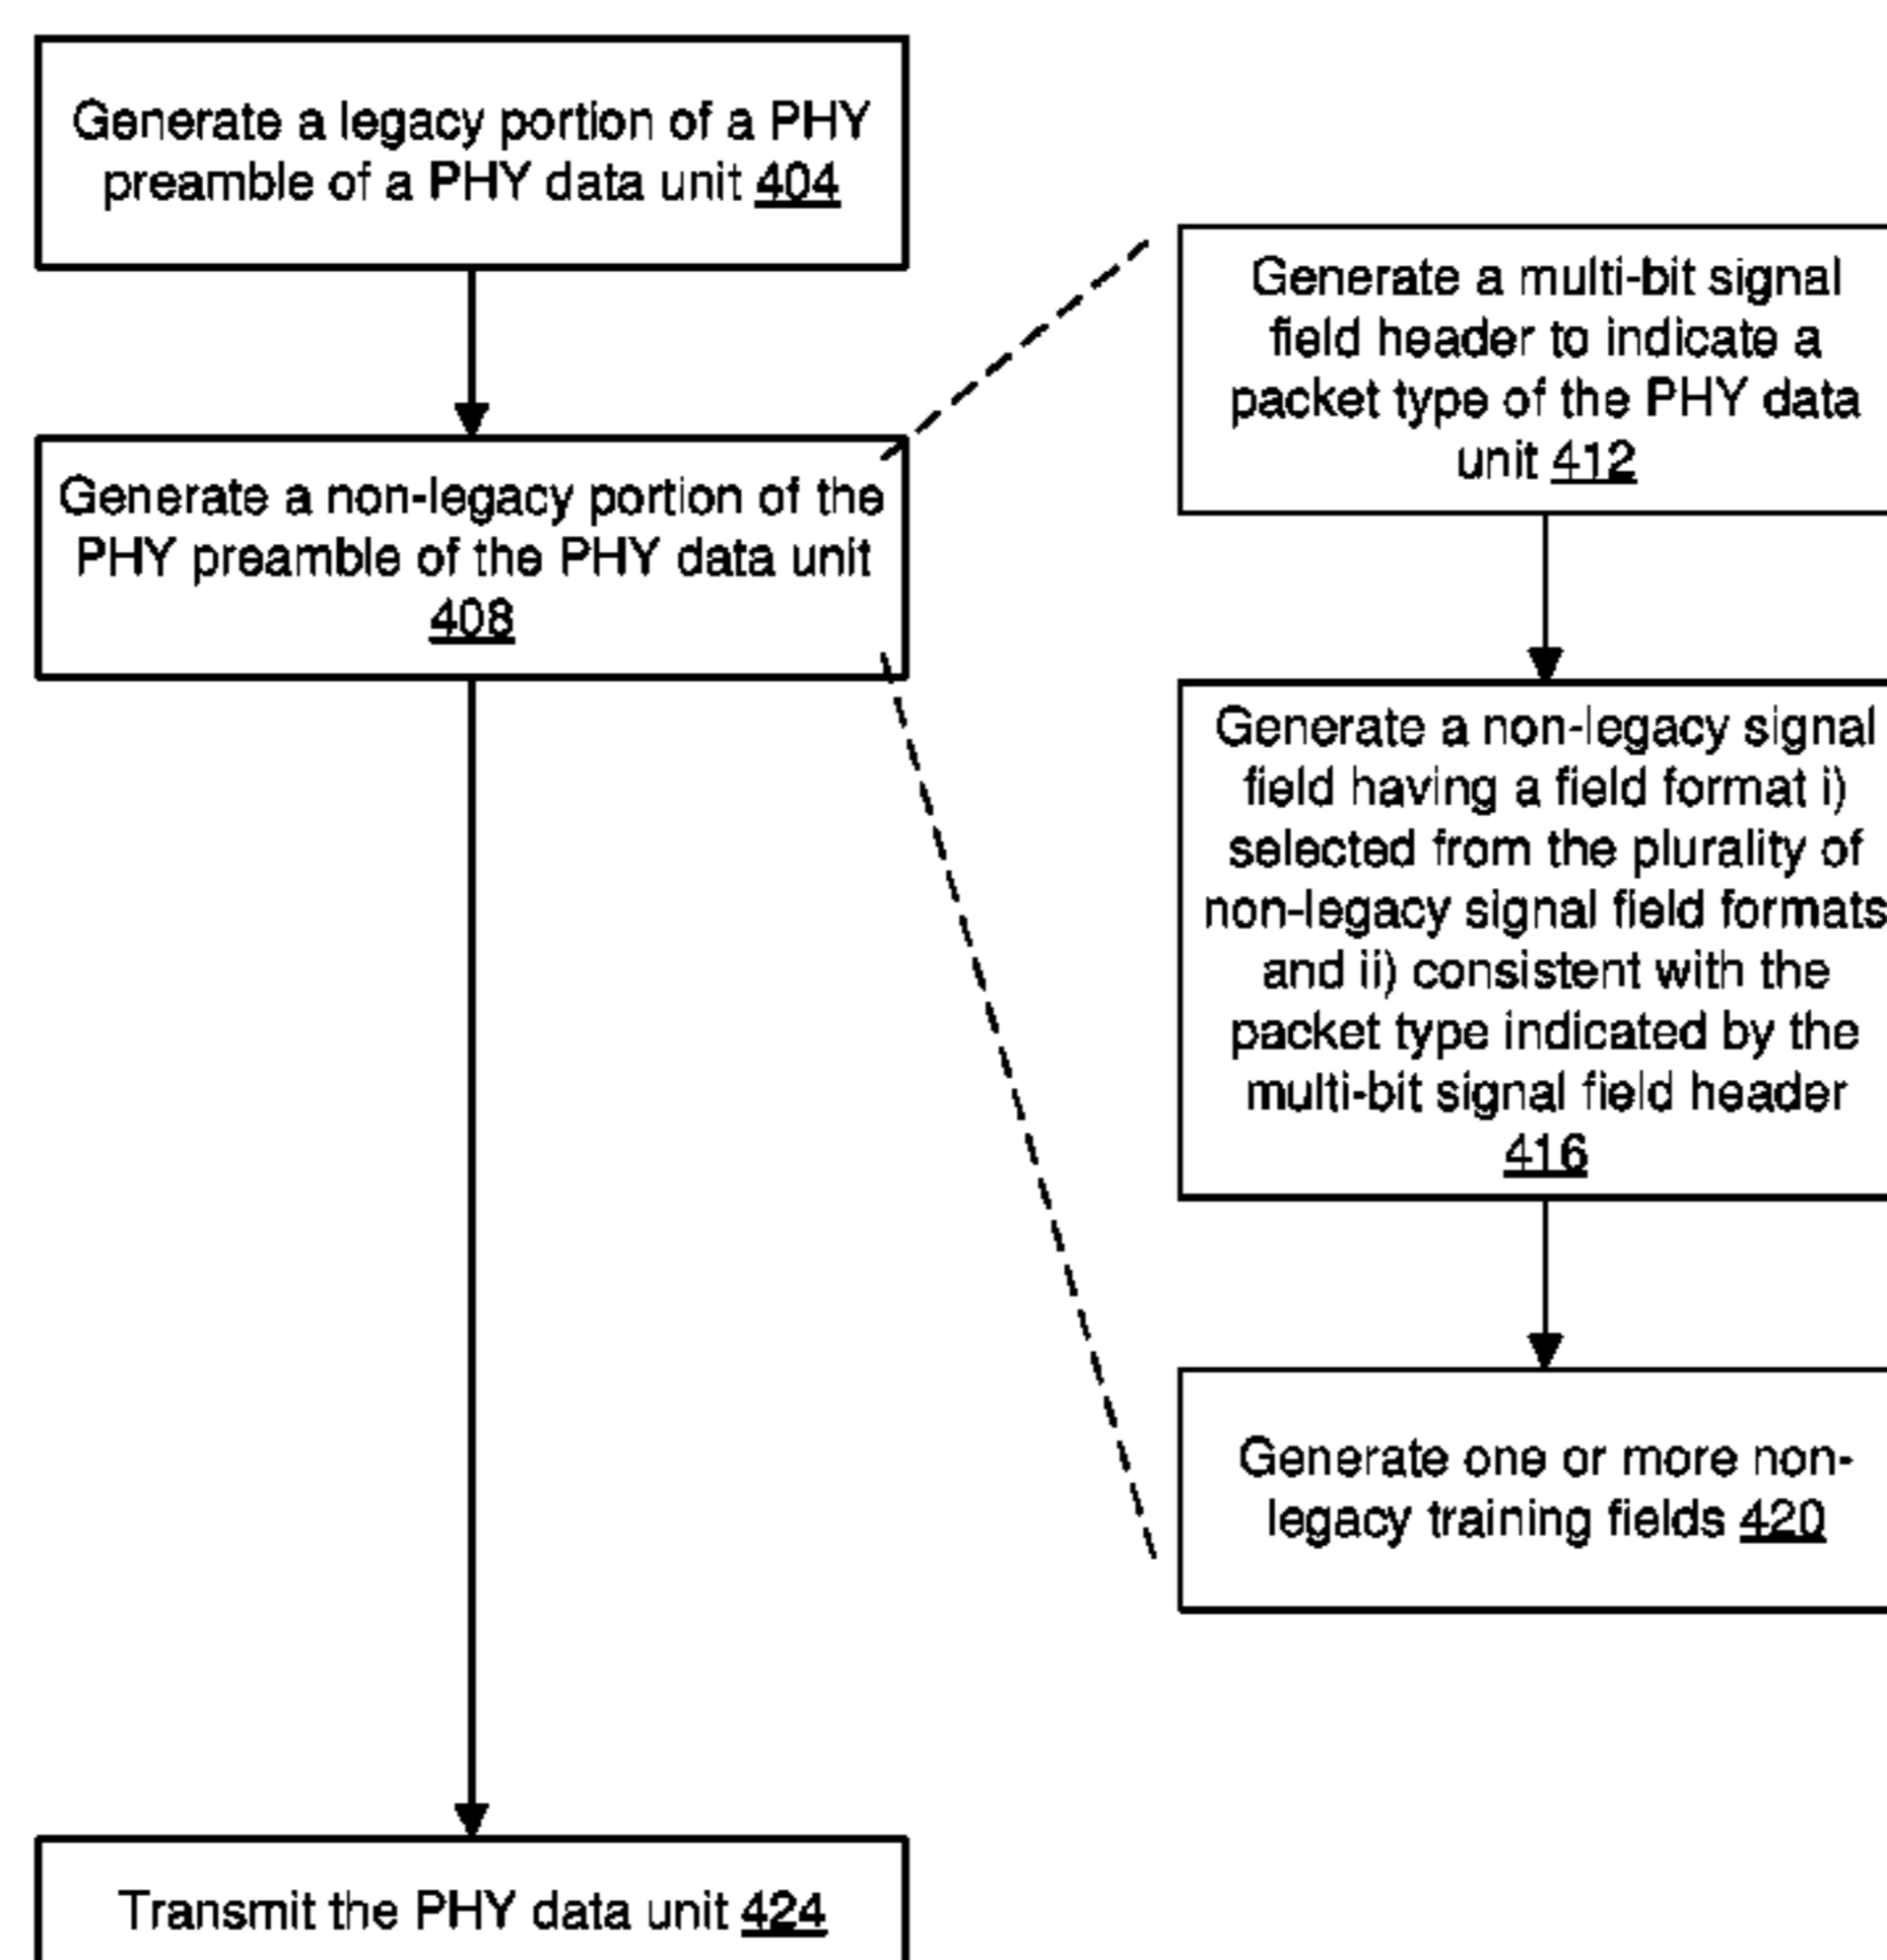 Generate a legacy portion of a PHY
preamble of a PHY data unit 404
Generate a non-legacy portion of the
PHY preamble of the PHY data unit
408
Generate a multi-bit signal
field header to indicate a
packet type of the PHY data
unit 412
Generate a non-legacy signal
field having a field format i)
selected from the plurality of
non-legacy signal field formats
and ii) consistent with the
packet type indicated by the
multi-bit signal field header
416
Generate one or more non-
legacy training fields 420
Transmit the PHY data unit 424